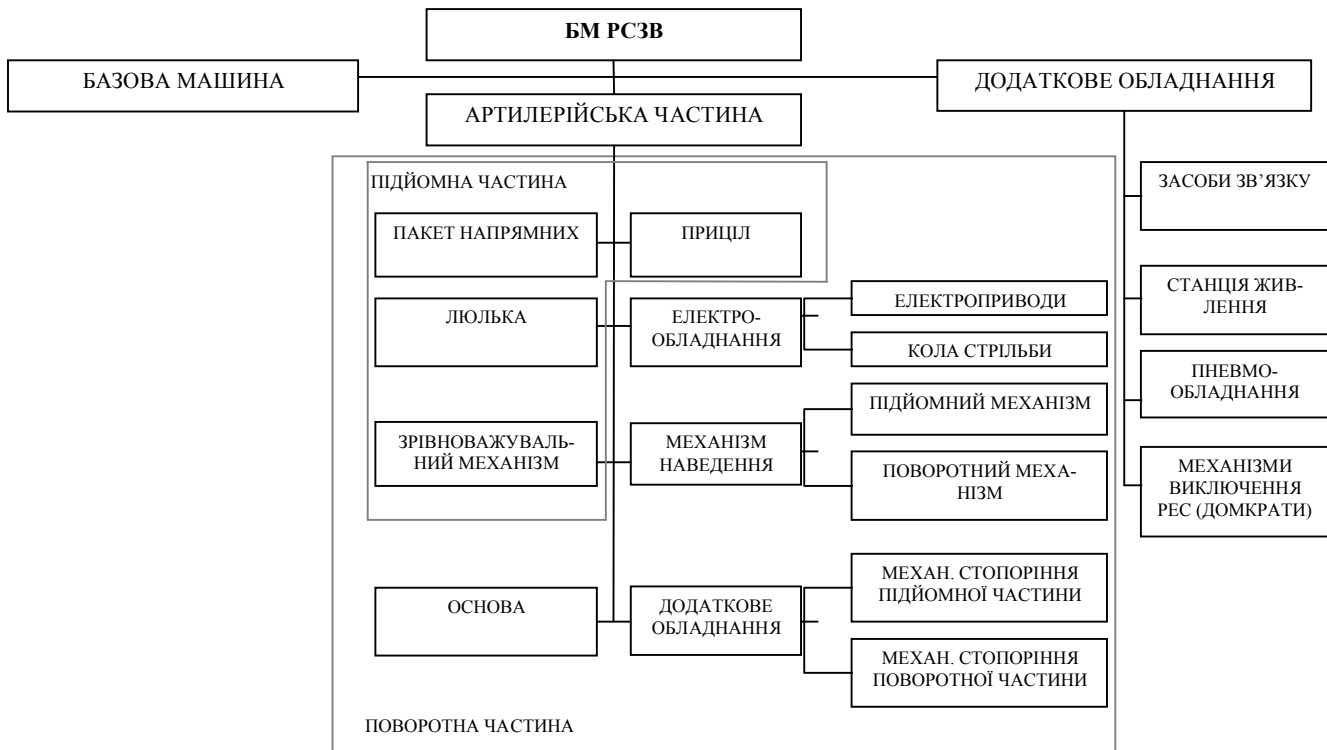 БМ РСЗВ
БАЗОВА МАШИНА
ДОДАТКОВЕ ОБЛАДНАННЯ
АРТИЛЕРІЙСЬКА ЧАСТИНА
ПІДЙОМНА ЧАСТИНА
ПАКЕТ НАПРЯМНИХ
ПРИЦІЛ
ЛЮЛЬКА
ЕЛЕКТРО-
ОБЛАДНАННЯ
ЕЛЕКТРОПРИВОДИ
КОЛА СТРІЛЬБИ
ЗРІВНОВАЖУВАЛЬ-
НИЙ МЕХАНІЗМ
МЕХАНІЗМ
НАВЕДЕННЯ
ПІДЙОМНИЙ МЕХАНІЗМ
ПОВОРОТНИЙ МЕХА-
НІЗМ
ОСНОВА
ДОДАТКОВЕ
ОБЛАДНАННЯ
МЕХАН. СТОПОРІННЯ
ПІДЙОМНОЇ ЧАСТИНИ
МЕХАН. СТОПОРІННЯ
ПОВОРОТНОЇ ЧАСТИНИ
ПОВОРОТНА ЧАСТИНА
ЗАСОБИ ЗВ’ЯЗКУ
СТАНЦІЯ ЖИВ-
ЛЕННЯ
ПНЕВМО-
ОБЛАДНАННЯ
МЕХАНІЗМИ
ВИКЛЮЧЕННЯ
РЕС (ДОМКРАТИ)